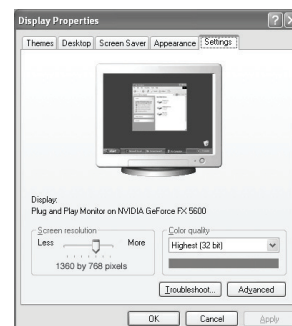 Display Properties
Themes Desktop Screen Saver Appearance Settings
Display:
Plug and Play Monitor on NVIDIA GeForce FX 5600
Screen resolution
Less More
1360 by 768 pixels
Color quality
Highest (32 bit)
Troubleshoot... Advanced
OK Cancel Apply